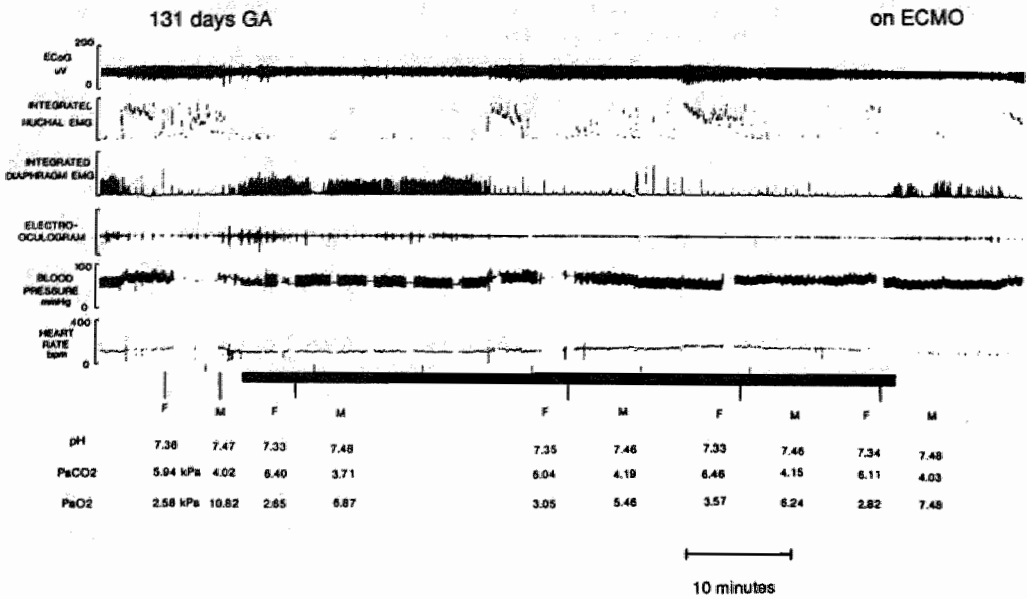 131 days GA on ECMO
200
ECoG
uV
0
INTEGRATED
NUCHAL EMG
INTEGRATED
DIAPHRAGM EMG
ELECTRO-
OCULOGRAM
100
BLOOD
PRESSURE
mmHg
0
400
HEART
RATE
bpm
0
F M F M F M F M F M
pH 7.36 7.47 7.33 7.48 7.35 7.46 7.33 7.46 7.34 7.48
PaCO2 5.94 kPa 4.02 6.40 3.71 6.04 4.19 6.46 4.15 6.11 4.03
PaO2 2.58 kPa 10.82 2.65 6.87 3.05 5.46 3.57 6.24 2.82 7.48
10 minutes